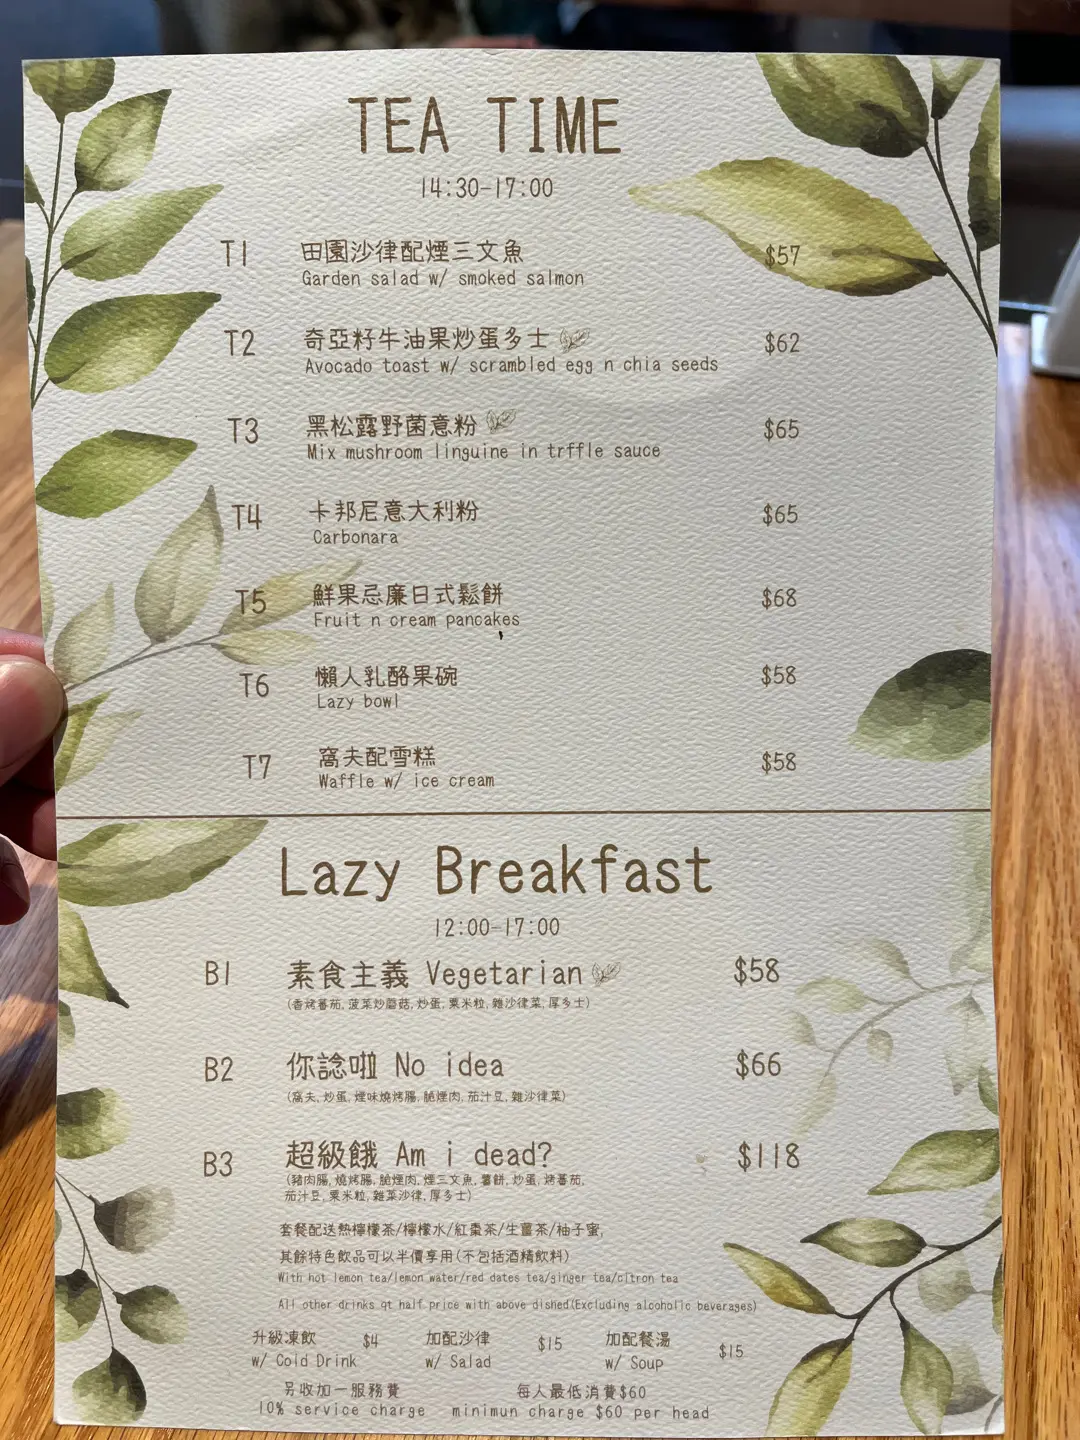 TEA TIME
14:30-17:00
T1 田園沙律配煙三文魚 $57
Garden salad w/ smoked salmon
T2 奇亞籽牛油果炒蛋多士 $62
Avocado toast w/ scrambled egg n chia seeds
T3 黑松露野菌意粉 $65
Mix mushroom linguine in trffle sauce
T4 卡邦尼意大利粉 $65
Carbonara
T5 鮮果忌廉日式鬆餅 $68
Fruit n cream pancakes
T6 懶人乳酪果碗 $58
Lazy bowl
T7 窩夫配雪糕 $58
Waffle w/ ice cream
Lazy Breakfast
12:00-17:00
B1 素食主義 Vegetarian $58
(香烤蕃茄, 菠菜炒蘑菇, 炒蛋, 粟米粒, 雜沙律菜, 厚多士)
B2 你諗啦 No idea $66
(窩夫, 炒蛋, 煙味燒烤腸, 脆煙肉, 茄汁豆, 雜沙律菜)
B3 超級餓 Am i dead? $118
(豬肉腸, 燒烤腸, 脆煙肉, 煙三文魚, 薯餅, 炒蛋, 烤蕃茄,
茄汁豆, 粟米粒, 雜菜沙律, 厚多士)
套餐配送熱檸檬茶/檸檬水/紅棗茶/生薑茶/柚子蜜,
其餘特色飲品可以半價享用(不包括酒精飲料)
With hot lemon tea/lemon water/red dates tea/ginger tea/citron tea
All other drinks qt half price with above dished(Excluding alcoholic beverages)
升級凍飲 $4 加配沙律 $15 加配餐湯 $15
w/ Cold Drink w/ Salad w/ Soup
另收加一服務費 每人最低消費$60
10% service charge minimun charge $60 per head